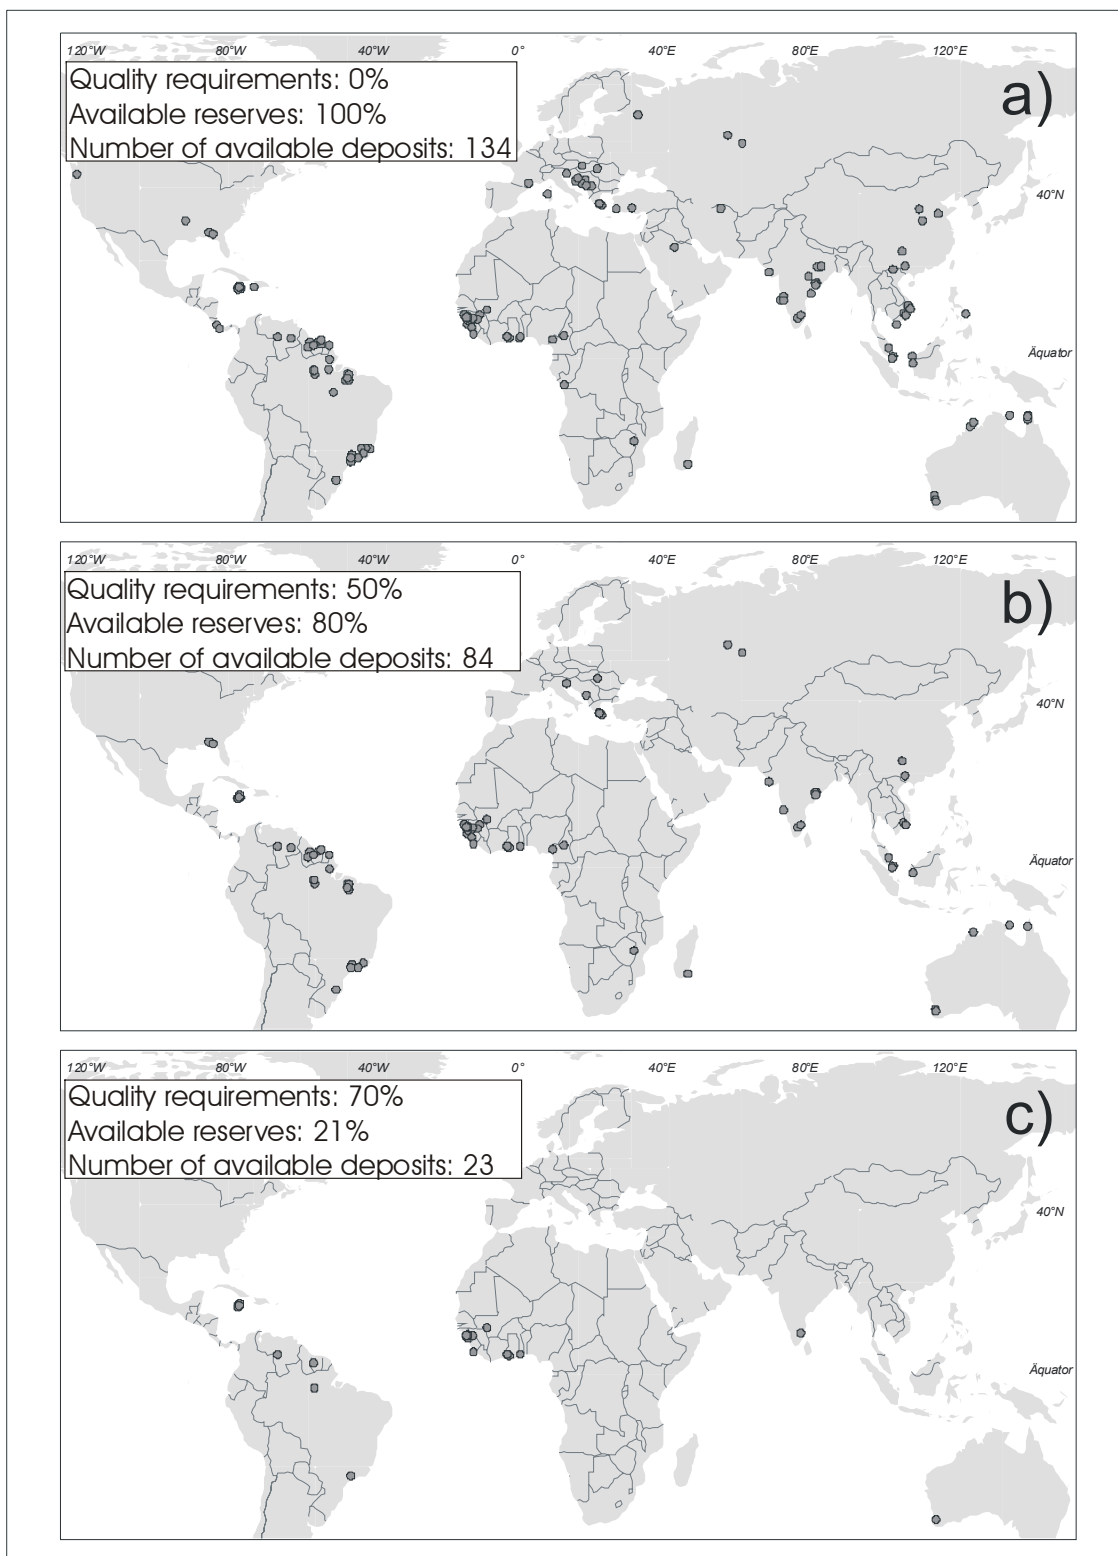 120°W 80°W 40°W 0° 40°E 80°E 120°E
Quality requirements: 0%
Available reserves: 100%
Number of available deposits: 134
a)
40°N
Äquator
120°W 80°W 40°W 0° 40°E 80°E 120°E
Quality requirements: 50%
Available reserves: 80%
Number of available deposits: 84
b)
40°N
Äquator
120°W 80°W 40°W 0° 40°E 80°E 120°E
Quality requirements: 70%
Available reserves: 21%
Number of available deposits: 23
c)
40°N
Äquator